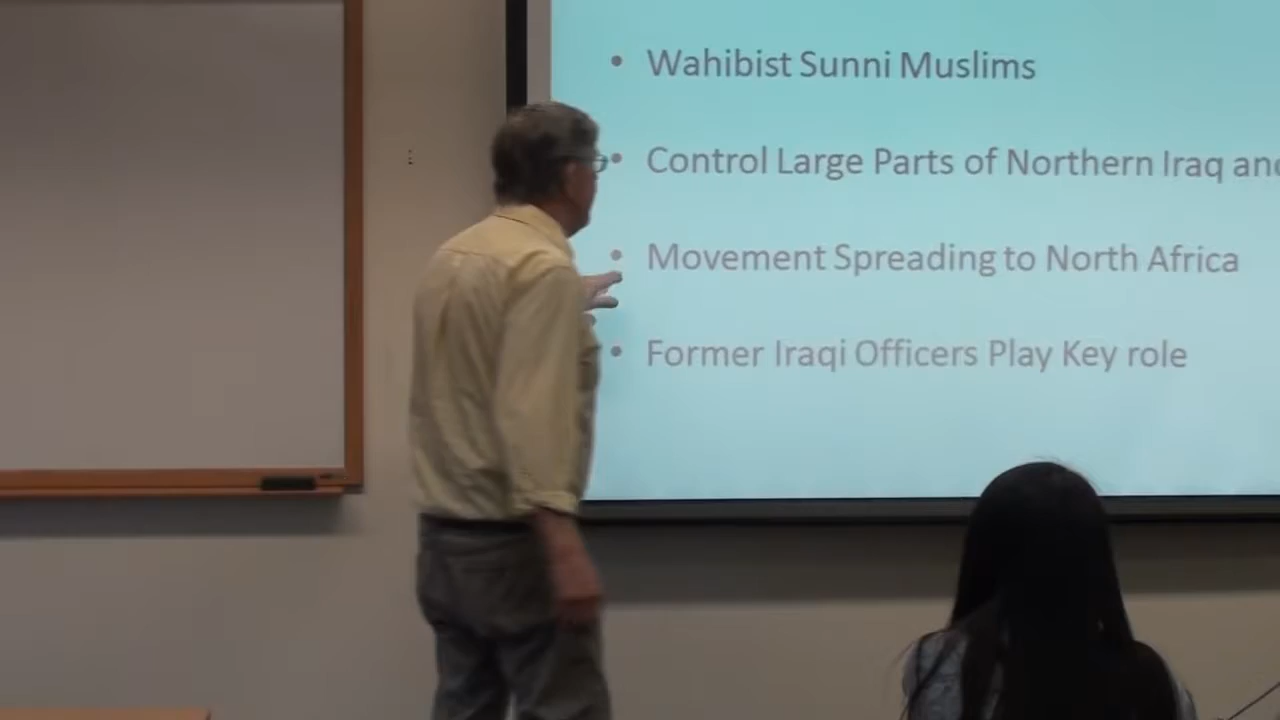 • Wahibist Sunni Muslims
• Control Large Parts of Northern Iraq and
• Movement Spreading to North Africa
• Former Iraqi Officers Play Key role